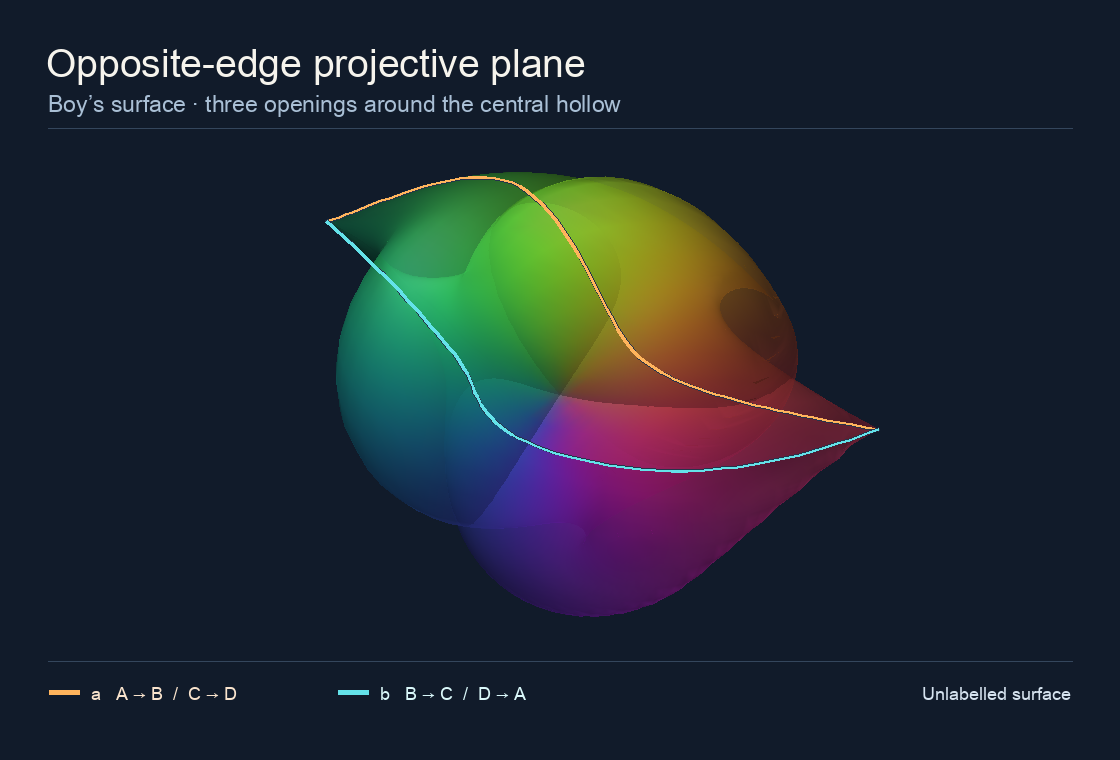 Opposite-edge projective plane
Boy’s surface · three openings around the central hollow
a A→B / C→D
b B→C / D→A
Unlabelled surface